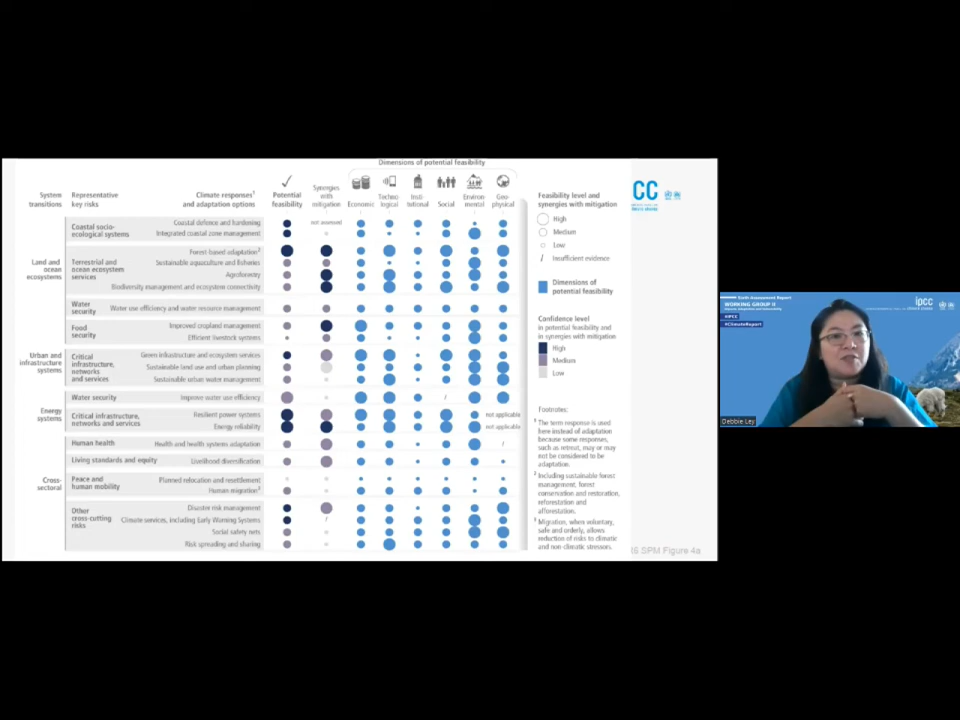 Dimensions of potential feasibility
System transitions
Representative key risks
Climate responses¹ and adaptation options
Potential feasibility
Synergies with mitigation
Economic
Techno-logical
Insti-tutional
Social
Environ-mental
Geo-physical
Land and ocean ecosystems
Coastal socio-ecological systems
Coastal defence and hardening
not assessed
Integrated coastal zone management
Terrestrial and ocean ecosystem services
Forest-based adaptation²
Sustainable aquaculture and fisheries
Agroforestry
Biodiversity management and ecosystem connectivity
Water security
Water use efficiency and water resource management
Food security
Improved cropland management
Efficient livestock systems
Urban and infrastructure systems
Critical infrastructure, networks and services
Green infrastructure and ecosystem services
Sustainable land use and urban planning
Sustainable urban water management
Energy systems
Water security
Improve water use efficiency
/
Critical infrastructure, networks and services
Resilient power systems
not applicable
Energy reliability
not applicable
Cross-sectoral
Human health
Health and health systems adaptation
/
Living standards and equity
Livelihood diversification
Peace and human mobility
Planned relocation and resettlement
Human migration³
Other cross-cutting risks
Disaster risk management
Climate services, including Early Warning Systems
/
Social safety nets
Risk spreading and sharing
Feasibility level and
synergies with mitigation
High
Medium
Low
/ Insufficient evidence
Dimensions of
potential feasibility
Confidence level
in potential feasibility and
in synergies with mitigation
High
Medium
Low
Footnotes:
¹ The term response is used
here instead of adaptation
because some responses,
such as retreat, may or may
not be considered to be
adaptation.
² Including sustainable forest
management, forest
conservation and restoration,
reforestation and
afforestation.
³ Migration, when voluntary,
safe and orderly, allows
reduction of risks to climatic
and non-climatic stressors.
CC
R6 SPM Figure 4a
Sixth Assessment Report
WORKING GROUP II
ipcc
#IPCC
#ClimateReport
Debbie Ley